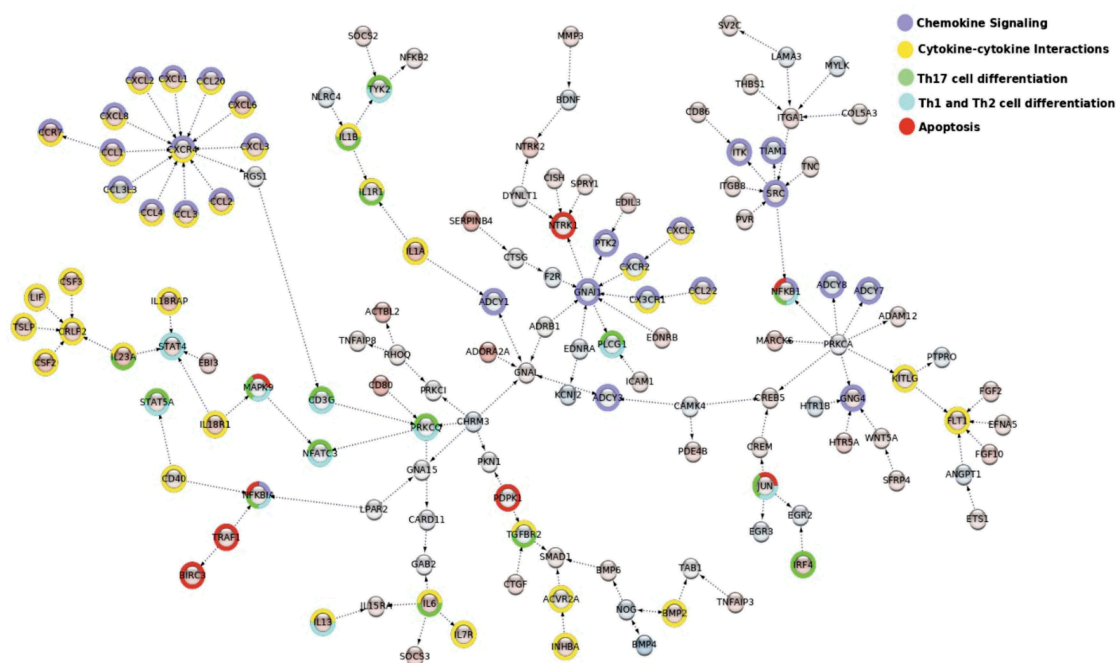 SV2C
Chemokine Signaling
SOCS2
MMP3
LAMA3
Cytokine-cytokine Interactions
NFKB2
MYLK
CXCL2
CXCL1
CCL20
THBS1
Th17 cell differentiation
TYK2
NLRC4
BDNF
CXCL6
CD86
ITGA1
COL5A3
Th1 and Th2 cell differentiation
CXCL8
Apoptosis
CCR7
IL1B
CCL1
CXCR4
CXCL3
NTRK2
ITK
TIAM1
RGS1
CISH
SPRY1
TNC
CCL3L3
IL1R1
DYNLT1
ITGB8
SRC
CCL2
CCL4
CCL3
EDIL3
PVR
SERPINB4
NTRK1
CXCL5
PTK2
IL1A
CTSG
CXCR2
F2R
CSF3
LIF
IL18RAP
ADCY1
GNAI1
CX3CR1
CCL22
NFKB1
ADCY8
ADCY7
ACTBL2
ADAM12
TSLP
CRLF2
ADRB1
TNFAIP8
EDNRB
STAT4
EDNRA
PLCG1
MARCKS
PRKCA
CSF2
IL23A
EBI3
RHOQ
ADORA2A
PTPRO
GNAL
KITLG
MAPK9
CD80
PRKCI
ICAM1
FGF2
STAT5A
CD3G
KCNJ2
ADCY3
CAMK4
CREB5
HTR1B
GNG4
IL18R1
PRKCQ
CHRM3
FLT1
EFNA5
HTR5A
WNT5A
NFATC3
PDE4B
CREM
FGF10
GNA15
PKN1
CD40
SFRP4
ANGPT1
NFKBIA
LPAR2
PDPK1
JUN
CARD11
EGR2
ETS1
EGR3
TRAF1
TGFBR2
GAB2
SMAD1
BIRC3
BMP6
TAB1
IRF4
CTGF
IL15RA
IL6
ACVR2A
TNFAIP3
NOG
BMP2
IL13
IL7R
INHBA
BMP4
SOCS3